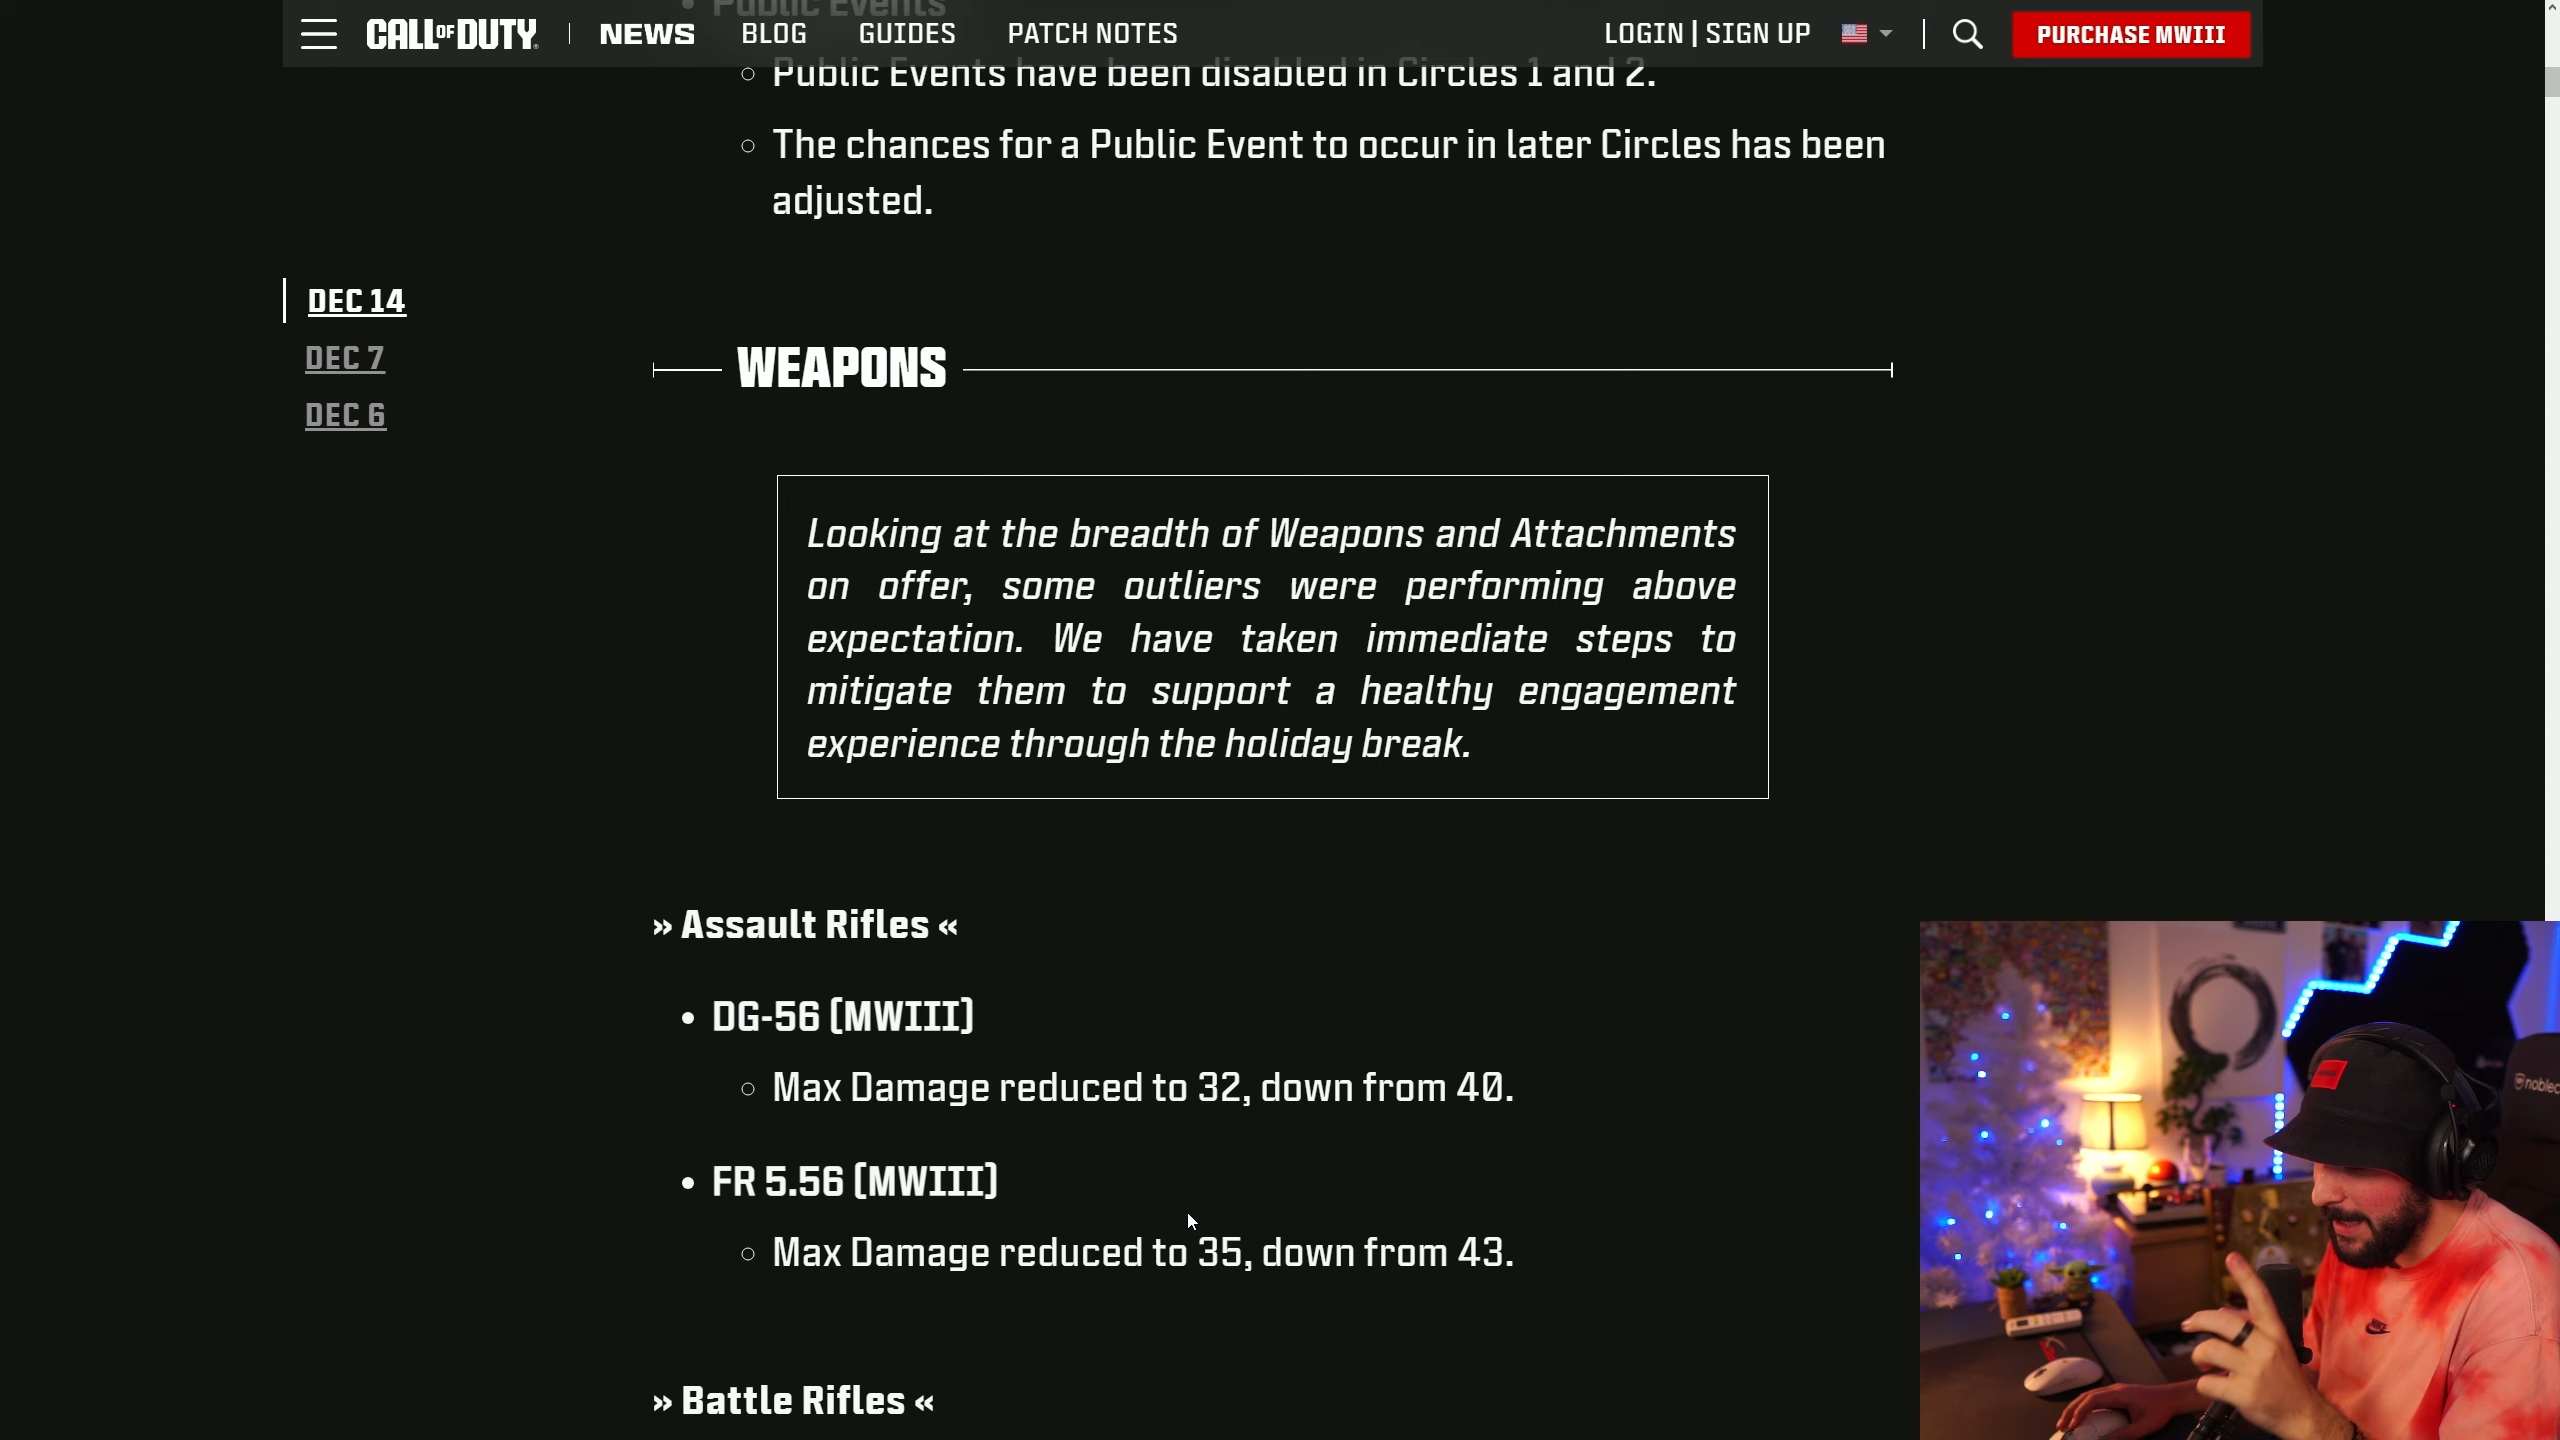 Public Events
CALL OF DUTY
NEWS
BLOG
GUIDES
PATCH NOTES
LOGIN | SIGN UP
PURCHASE MWIII
Public Events have been disabled in Circles 1 and 2.
The chances for a Public Event to occur in later Circles has been
adjusted.
DEC 14
DEC 7
DEC 6
WEAPONS
Looking at the breadth of Weapons and Attachments
on offer, some outliers were performing above
expectation. We have taken immediate steps to
mitigate them to support a healthy engagement
experience through the holiday break.
» Assault Rifles «
DG-56 (MWIII)
Max Damage reduced to 32, down from 40.
FR 5.56 (MWIII)
Max Damage reduced to 35, down from 43.
» Battle Rifles «